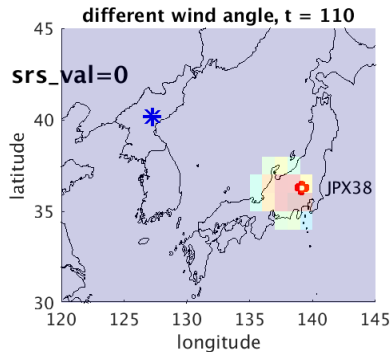 different wind angle, t = 110
45
srs_val=0
40
latitude
JPX38
35
30
120
125
130
135
140
145
longitude